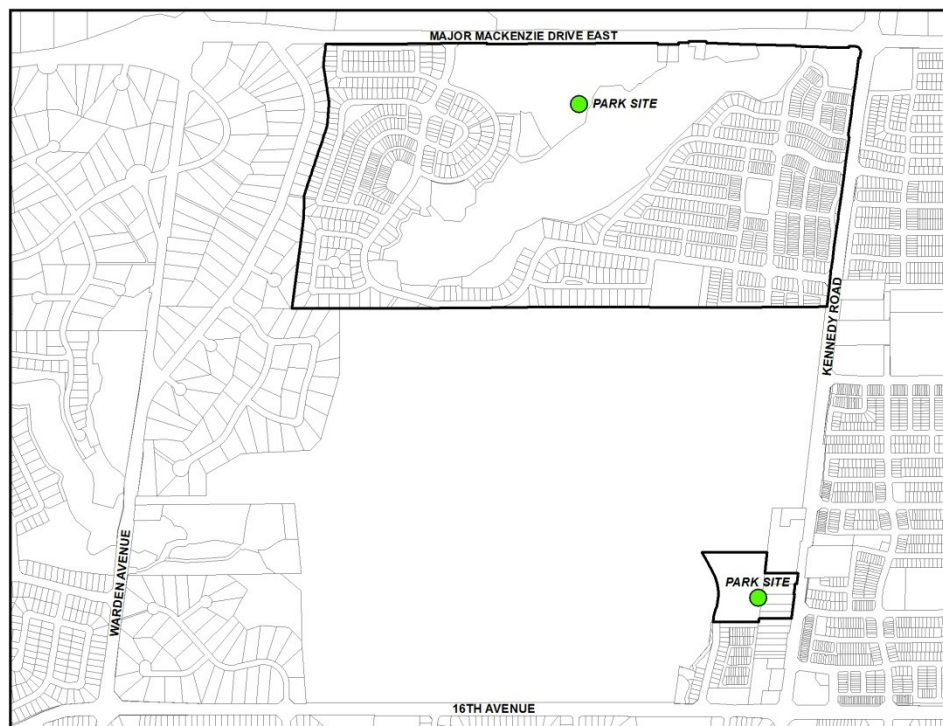 MAJOR MACKENZIE DRIVE EAST
PARK SITE
KENNEDY ROAD
WARDEN AVENUE
PARK SITE
16TH AVENUE